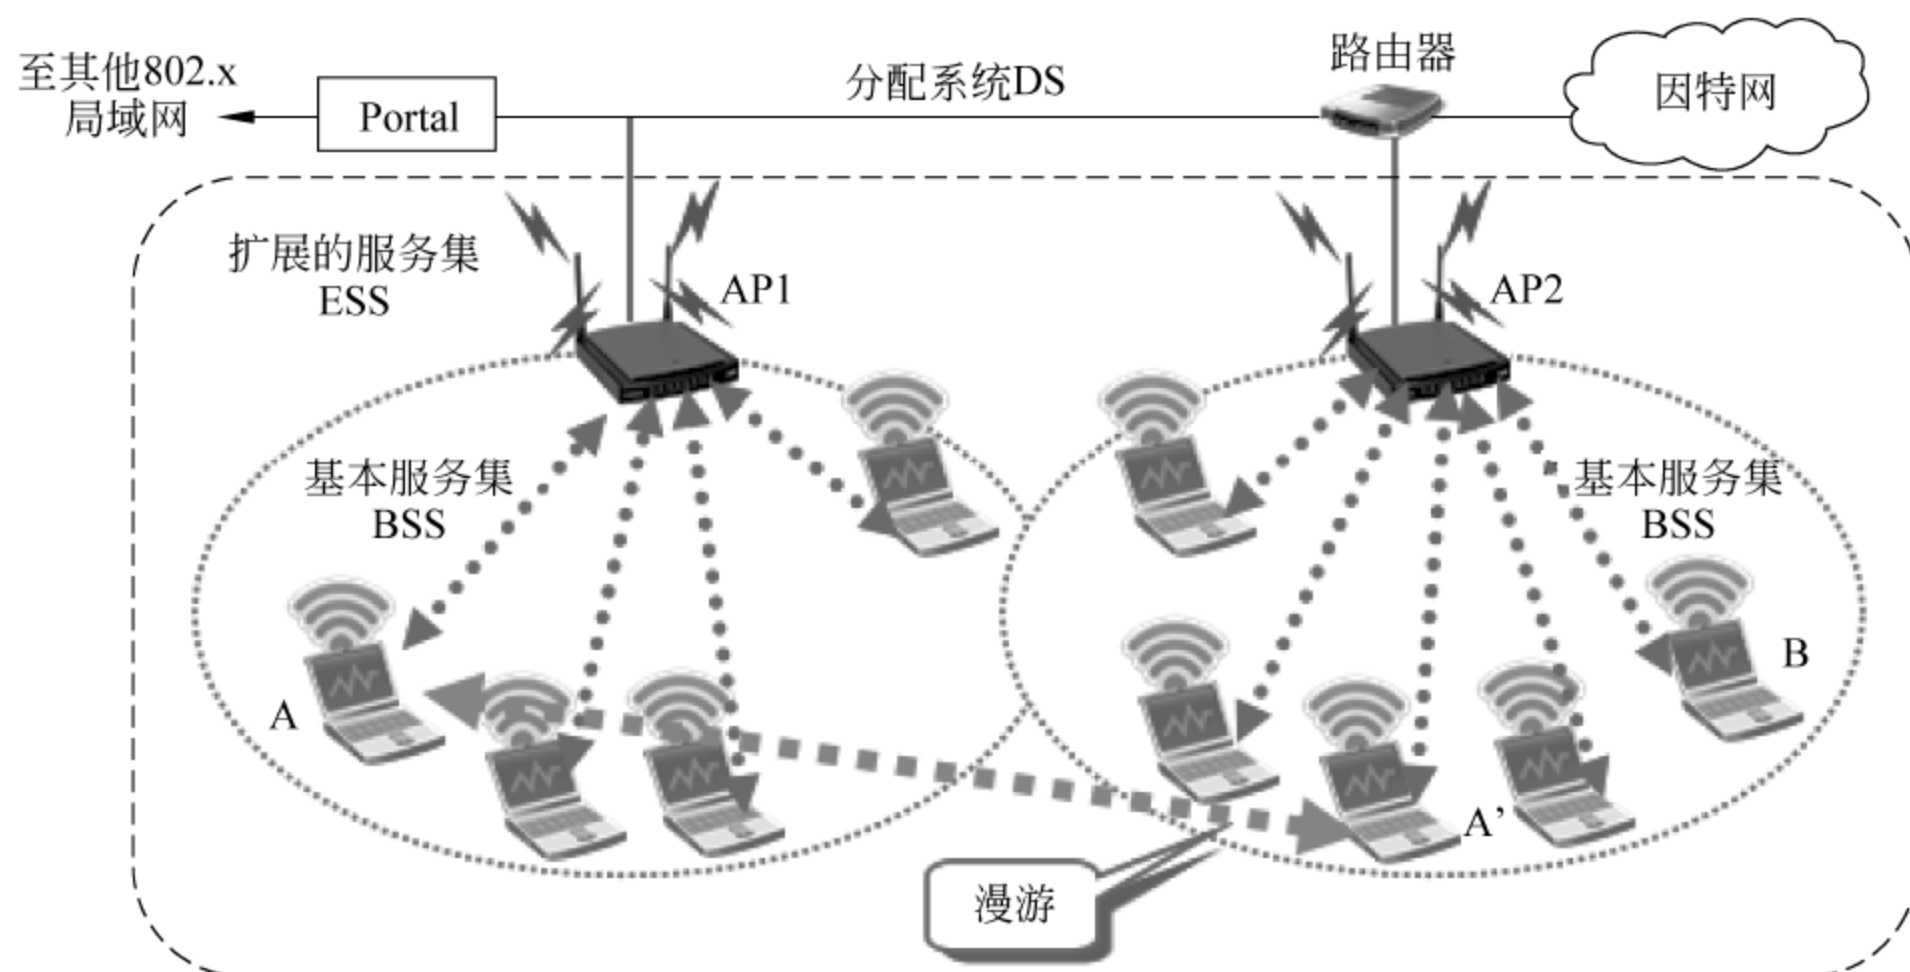 至其他802.x
局域网
Portal
分配系统DS
路由器
因特网
扩展的服务集
ESS
AP1
AP2
基本服务集
BSS
基本服务集
BSS
A
B
A’
漫游